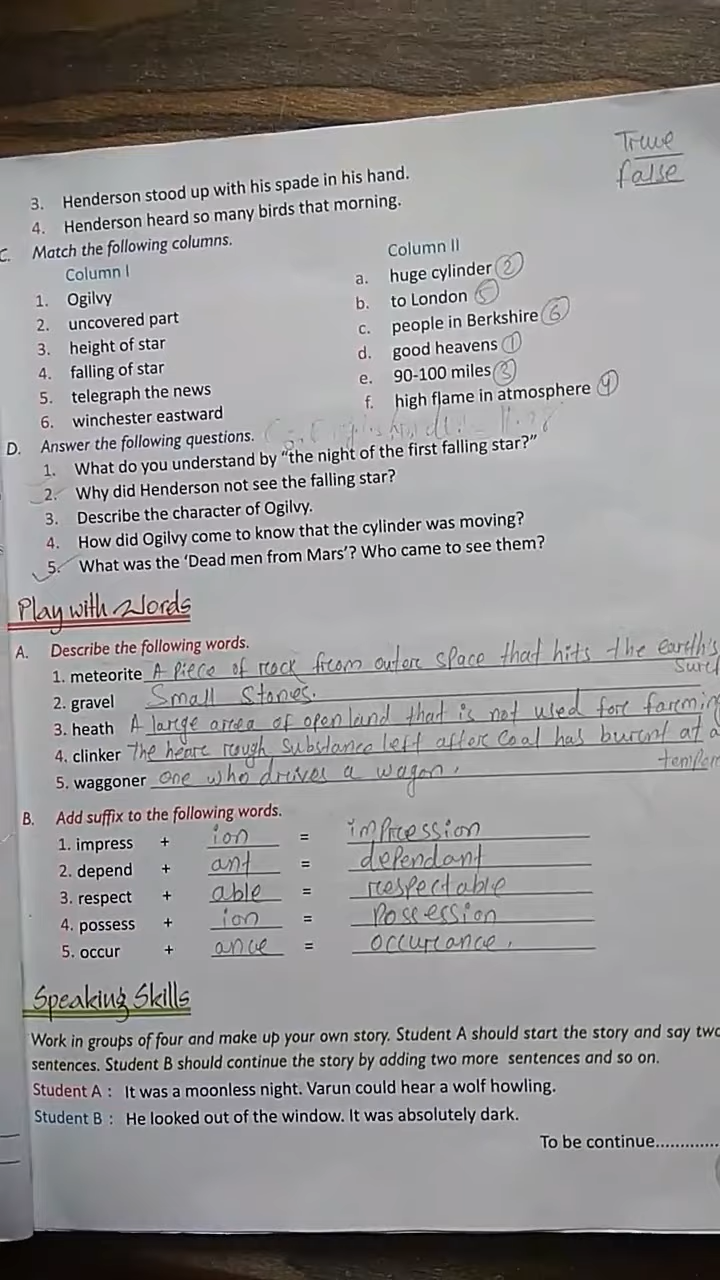 True
false
3. Henderson stood up with his spade in his hand.
4. Henderson heard so many birds that morning.
C. Match the following columns.
Column I Column II
1. Ogilvy a. huge cylinder 2
2. uncovered part b. to London 5
3. height of star c. people in Berkshire 6
4. falling of star d. good heavens 1
5. telegraph the news e. 90-100 miles 3
6. winchester eastward f. high flame in atmosphere 4
D. Answer the following questions.
1. What do you understand by "the night of the first falling star?"
2. Why did Henderson not see the falling star?
3. Describe the character of Ogilvy.
4. How did Ogilvy come to know that the cylinder was moving?
5. What was the 'Dead men from Mars'? Who came to see them?
Play with Words
A. Describe the following words.
1. meteorite A piece of rock from outer space that hits the earth's
surf
2. gravel Small stones.
3. heath A large area of open land that is not used for farmin
4. clinker the hear rough substance left after coal has burnt at a
temper
5. waggoner one who drives a wagon.
B. Add suffix to the following words.
1. impress + ion = impression
2. depend + ant = dependant
3. respect + able = respectable
4. possess + ion = possession
5. occur + ance = occurance.
Speaking Skills
Work in groups of four and make up your own story. Student A should start the story and say two
sentences. Student B should continue the story by adding two more sentences and so on.
Student A : It was a moonless night. Varun could hear a wolf howling.
Student B : He looked out of the window. It was absolutely dark.
To be continue.............